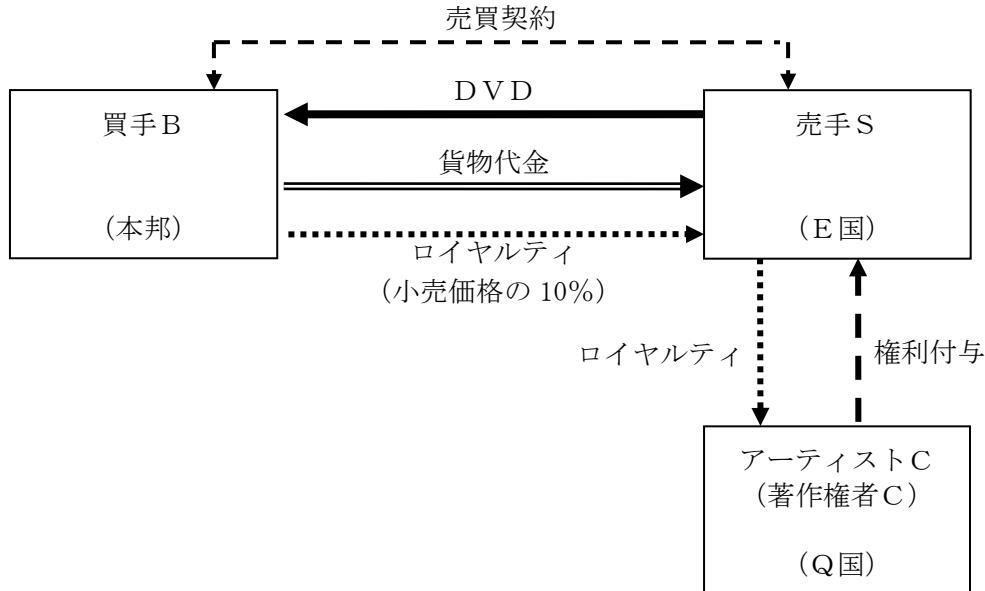 売買契約
買手Ｂ
（本邦）
ＤＶＤ
貨物代金
ロイヤルティ
（小売価格の 10％）
売手Ｓ
（Ｅ国）
ロイヤルティ
権利付与
アーティストＣ
（著作権者Ｃ）
（Ｑ国）